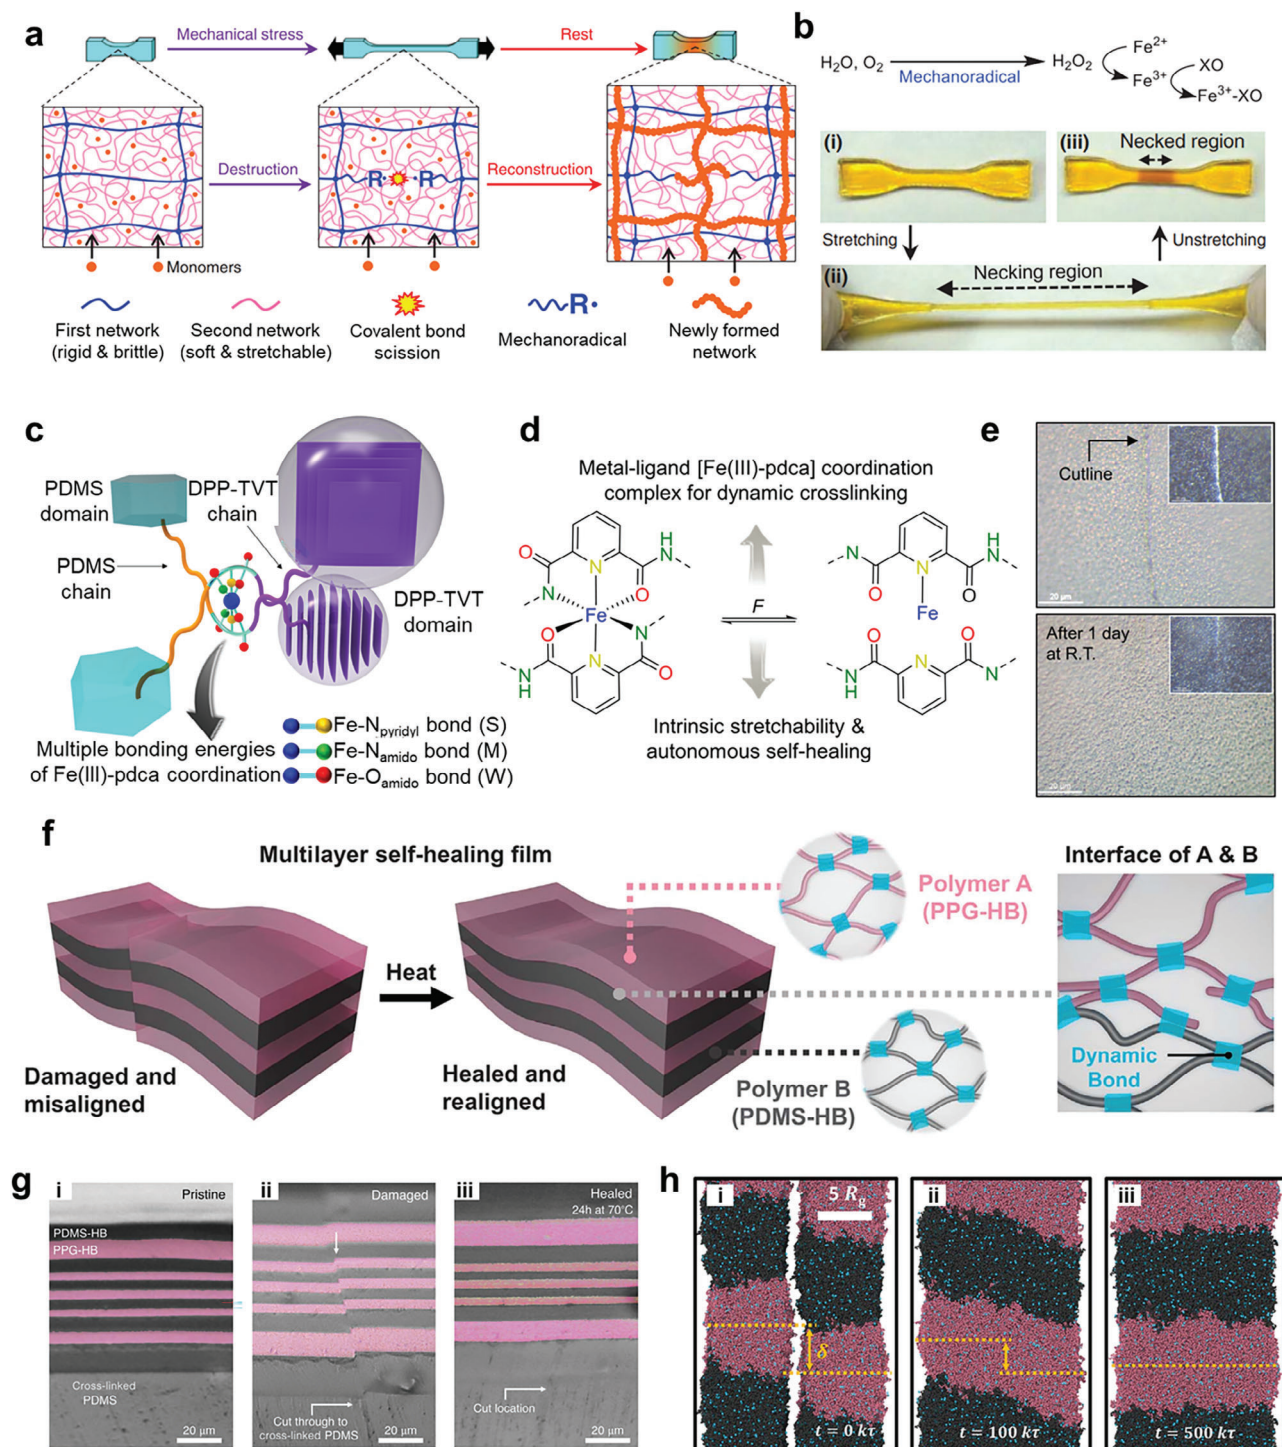 a
Mechanical stress
Rest
Destruction
Reconstruction
R·
·R
Monomers
R·
First network
(rigid & brittle)
Second network
(soft & stretchable)
Covalent bond
scission
Mechanoradical
Newly formed
network
b
H₂O, O₂
Mechanoradical
H₂O₂
Fe²⁺
Fe³⁺
XO
Fe³⁺-XO
(i)
(iii)
Necked region
Stretching
Unstretching
(ii)
Necking region
c
PDMS
domain
DPP-TVT
chain
PDMS
chain
DPP-TVT
domain
Multiple bonding energies
of Fe(III)-pdca coordination
Fe-Npyridyl bond (S)
Fe-Namido bond (M)
Fe-Oamido bond (W)
d
Metal-ligand [Fe(III)-pdca] coordination
complex for dynamic crosslinking
O
H
N
N
N
O
Fe
O
N
N
H
N
O
F
N
H
N
N
O
O
Fe
O
O
N
N
H
N
Intrinsic stretchability &
autonomous self-healing
e
Cutline
20 μm
After 1 day
at R.T.
20 μm
f
Multilayer self-healing film
Heat
Damaged and
misaligned
Healed and
realigned
Polymer A
(PPG-HB)
Polymer B
(PDMS-HB)
Interface of A & B
Dynamic
Bond
g
i
Pristine
PDMS-HB
PPG-HB
Cross-linked
PDMS
20 μm
ii
Damaged
Cut through to
cross-linked PDMS
20 μm
iii
Healed
24h at 70°C
Cut location
20 μm
h
i
5 Rg
δ
t = 0 kτ
ii
t = 100 kτ
iii
t = 500 kτ